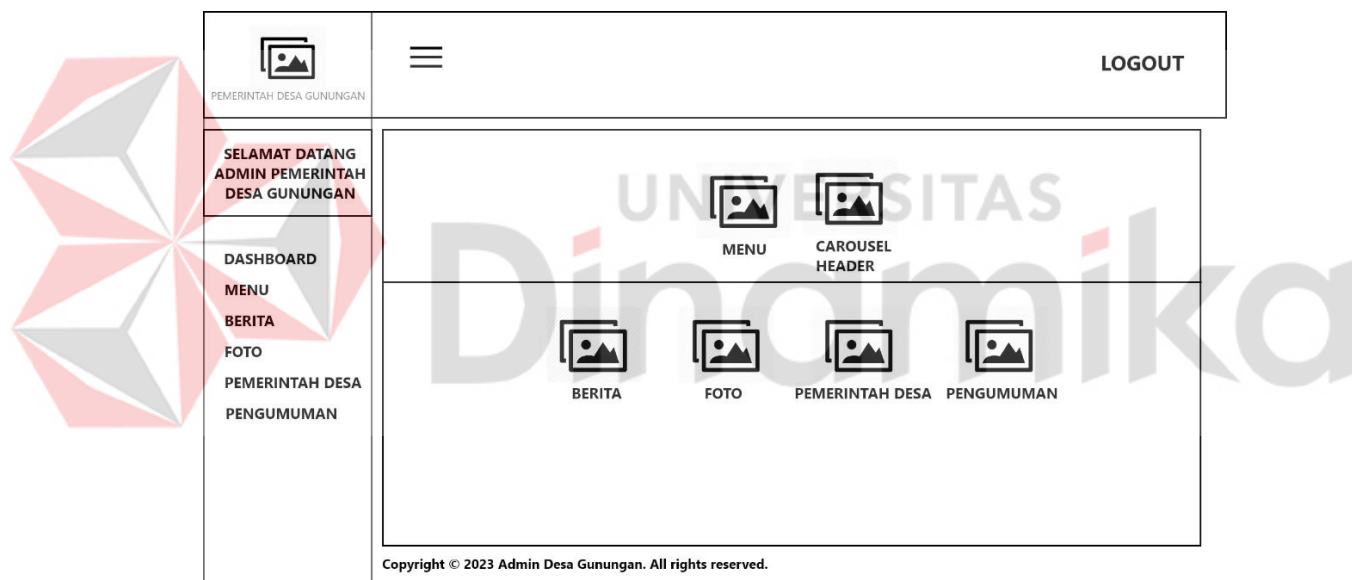 PEMERINTAH DESA GUNUNGAN
LOGOUT
SELAMAT DATANG
ADMIN PEMERINTAH
DESA GUNUNGAN
DASHBOARD
MENU
BERITA
FOTO
PEMERINTAH DESA
PENGUMUMAN
UNIVERSITAS
Dinamika
MENU
CAROUSEL
HEADER
BERITA
FOTO
PEMERINTAH DESA
PENGUMUMAN
Copyright © 2023 Admin Desa Gunungan. All rights reserved.